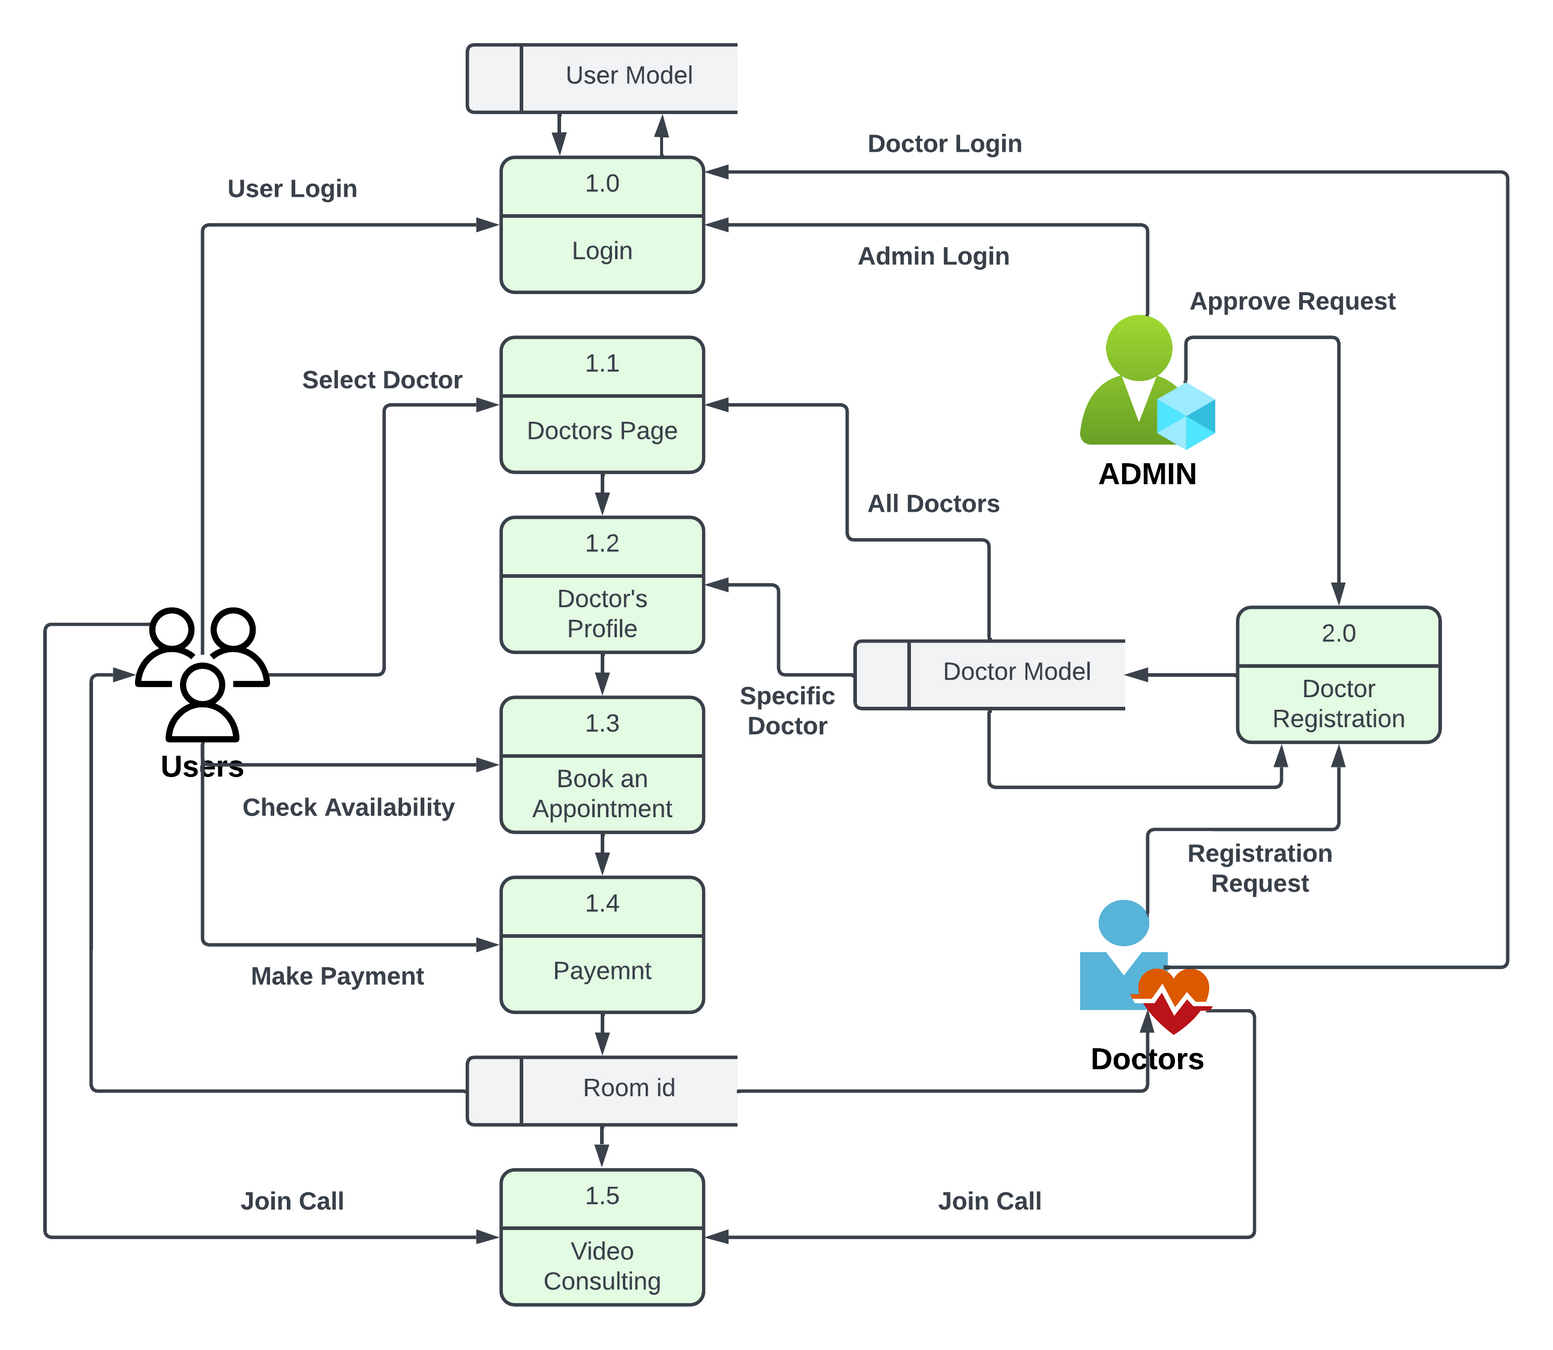 User Model
Doctor Login
1.0
User Login
Login
Admin Login
Approve Request
1.1
Select Doctor
Doctors Page
ADMIN
All Doctors
1.2
Doctor's
Profile
2.0
Doctor Model
Specific
Doctor
Doctor
Registration
1.3
Users
Book an
Appointment
Check Availability
Registration
Request
1.4
Payemnt
Make Payment
Doctors
Room id
1.5
Join Call
Join Call
Video
Consulting